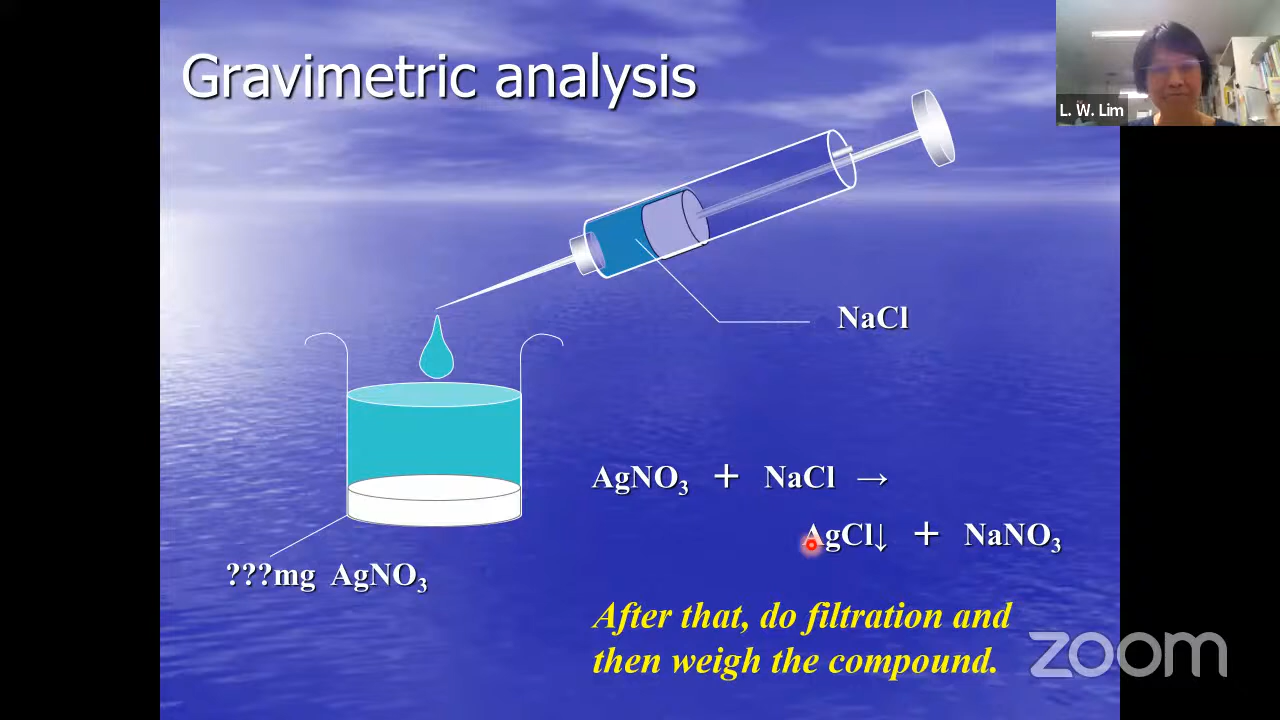 Gravimetric analysis
L. W. Lim
NaCl
AgNO₃ + NaCl →
AgCl↓ + NaNO₃
???mg AgNO₃
After that, do filtration and
then weigh the compound.
zoom